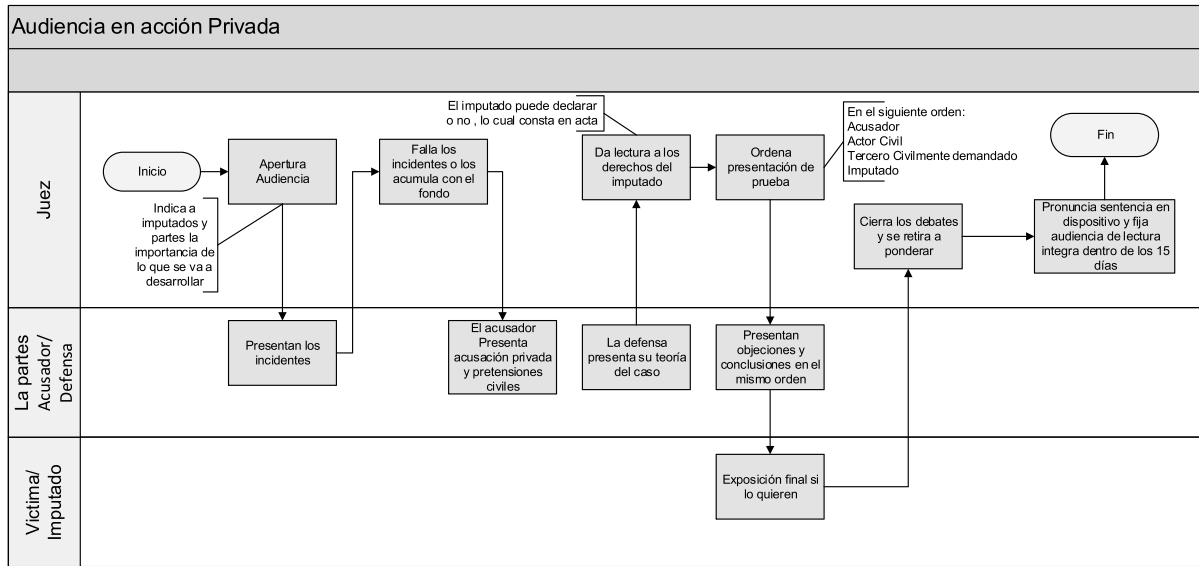 Audiencia en acción Privada
Juez
Inicio
Apertura
Audiencia
Indica a
imputados y
partes la
importancia de
lo que se va a
desarrollar
Falla los
incidentes o los
acumula con el
fondo
El imputado puede declarar
o no , lo cual consta en acta
Da lectura a los
derechos del
imputado
Ordena
presentación de
prueba
En el siguiente orden:
Acusador
Actor Civil
Tercero Civilmente demandado
Imputado
Cierra los debates
y se retira a
ponderar
Fin
Pronuncia sentencia en
dispositivo y fija
audiencia de lectura
integra dentro de los 15
días
La partes
Acusador/
Defensa
Presentan los
incidentes
El acusador
Presenta
acusación privada
y pretensiones
civiles
La defensa
presenta su teoría
del caso
Presentan
objeciones y
conclusiones en el
mismo orden
Victima/
Imputado
Exposición final si
lo quieren